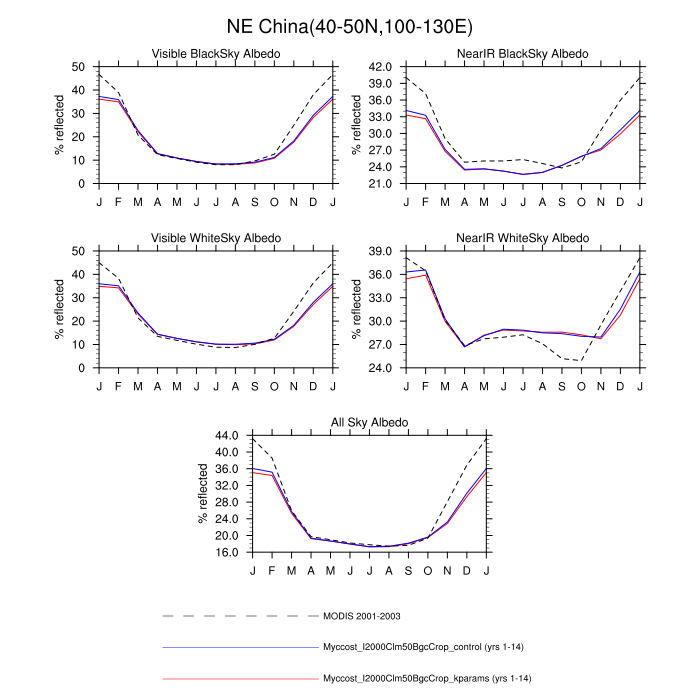 NE China(40-50N,100-130E)
Visible BlackSky Albedo
% reflected
50
40
30
20
10
0
J F M A M J J A S O N D J
NearIR BlackSky Albedo
% reflected
42.0
39.0
36.0
33.0
30.0
27.0
24.0
21.0
J F M A M J J A S O N D J
Visible WhiteSky Albedo
% reflected
50
40
30
20
10
0
J F M A M J J A S O N D J
NearIR WhiteSky Albedo
% reflected
39.0
36.0
33.0
30.0
27.0
24.0
J F M A M J J A S O N D J
All Sky Albedo
% reflected
44.0
40.0
36.0
32.0
28.0
24.0
20.0
16.0
J F M A M J J A S O N D J
MODIS 2001-2003
Myccost_I2000Clm50BgcCrop_control (yrs 1-14)
Myccost_I2000Clm50BgcCrop_kparams (yrs 1-14)